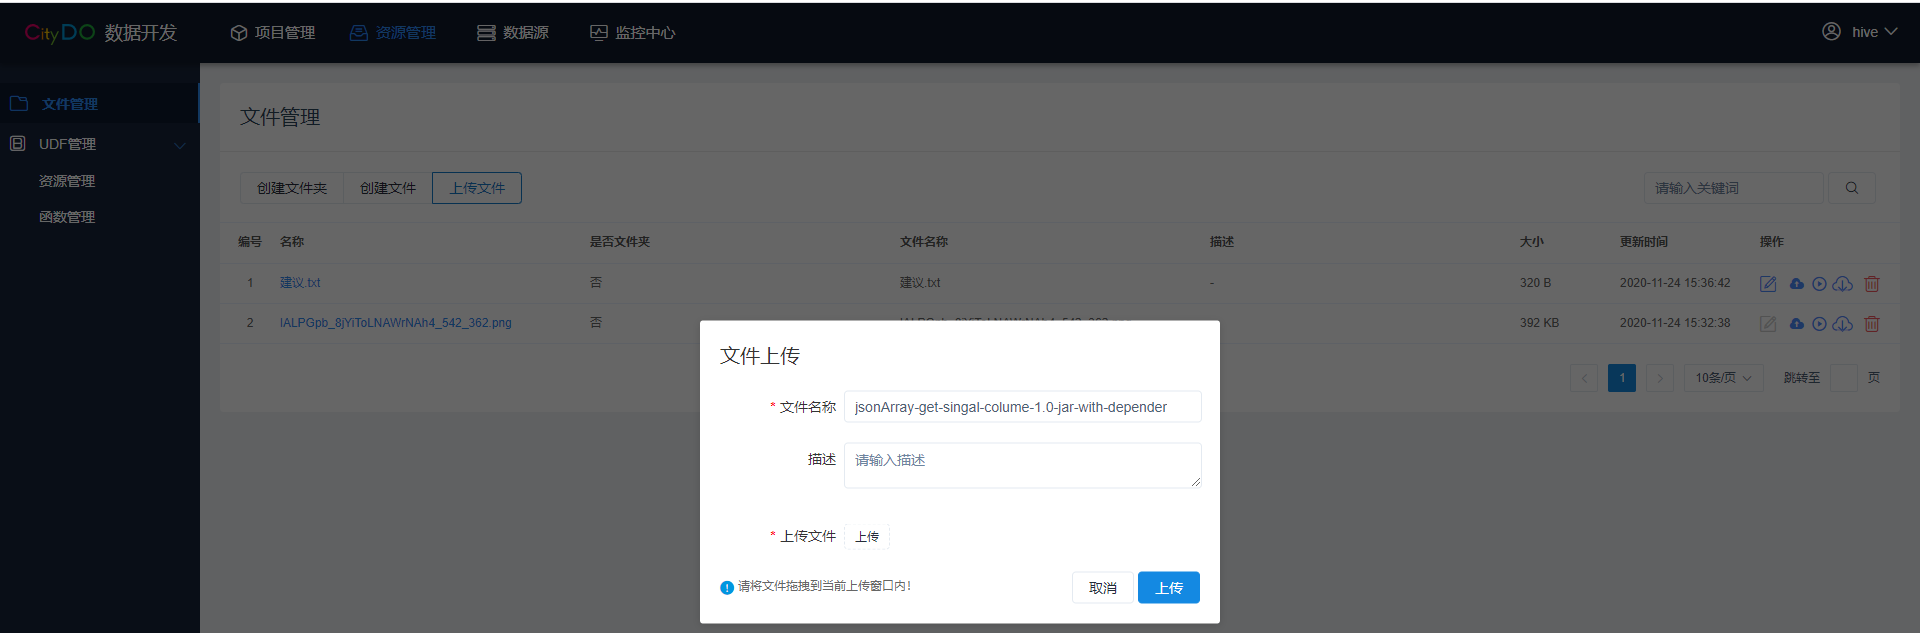 CityDO 数据开发 项目管理 资源管理 数据源 监控中心 hive
文件管理
UDF管理
资源管理
函数管理
文件管理
创建文件夹 创建文件 上传文件 请输入关键词
编号 名称 是否文件夹 文件名称 描述 大小 更新时间 操作
1 建议.txt 否 建议.txt - 320 B 2020-11-24 15:36:42
2 lALPGpb_8jYiToLNAWrNAh4_542_362.png 否 392 KB 2020-11-24 15:32:38
1 10条/页 跳转至 页
文件上传
* 文件名称 jsonArray-get-singal-colume-1.0-jar-with-depender
描述 请输入描述
* 上传文件 上传
请将文件拖拽到当前上传窗口内! 取消 上传